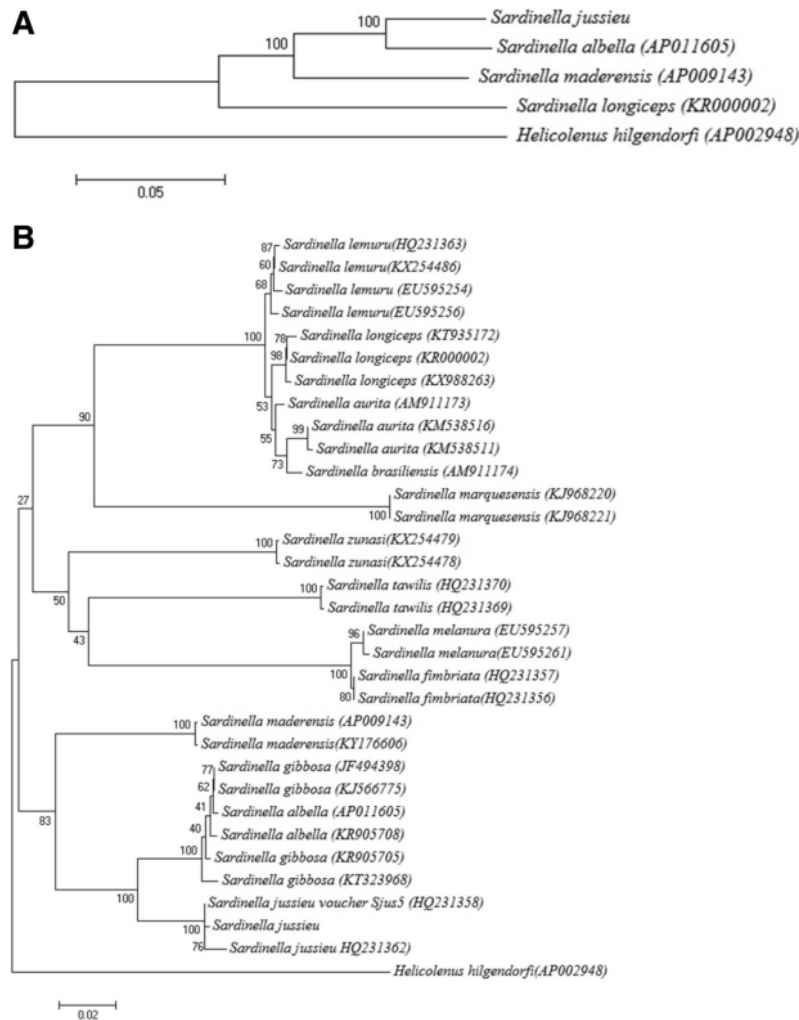 A
Sardinella jussieu
100
Sardinella albella (AP011605)
100
Sardinella maderensis (AP009143)
Sardinella longiceps (KR000002)
Helicolenus hilgendorfi (AP002948)
0.05
B
87 Sardinella lemuru(HQ231363)
60 Sardinella lemuru(KX254486)
68 Sardinella lemuru (EU595254)
Sardinella lemuru(EU595256)
100 78 Sardinella longiceps (KT935172)
98 Sardinella longiceps (KR000002)
Sardinella longiceps (KX988263)
53 Sardinella aurita (AM911173)
90 99 Sardinella aurita (KM538516)
55 Sardinella aurita (KM538511)
73 Sardinella brasiliensis (AM911174)
27 Sardinella marquesensis (KJ968220)
100 Sardinella marquesensis (KJ968221)
100 Sardinella zunasi(KX254479)
Sardinella zunasi(KX254478)
50 100 Sardinella tawilis (HQ231370)
Sardinella tawilis (HQ231369)
43 96 Sardinella melanura (EU595257)
Sardinella melanura(EU595261)
100 Sardinella fimbriata (HQ231357)
80 Sardinella fimbriata(HQ231356)
100 Sardinella maderensis (AP009143)
Sardinella maderensis(KY176606)
77 Sardinella gibbosa (JF494398)
62 Sardinella gibbosa (KJ566775)
41 Sardinella albella (AP011605)
83 40 Sardinella albella (KR905708)
100 Sardinella gibbosa (KR905705)
Sardinella gibbosa (KT323968)
100 Sardinella jussieu voucher Sjus5 (HQ231358)
100 Sardinella jussieu
76 Sardinella jussieu HQ231362)
Helicolenus hilgendorfi(AP002948)
0.02